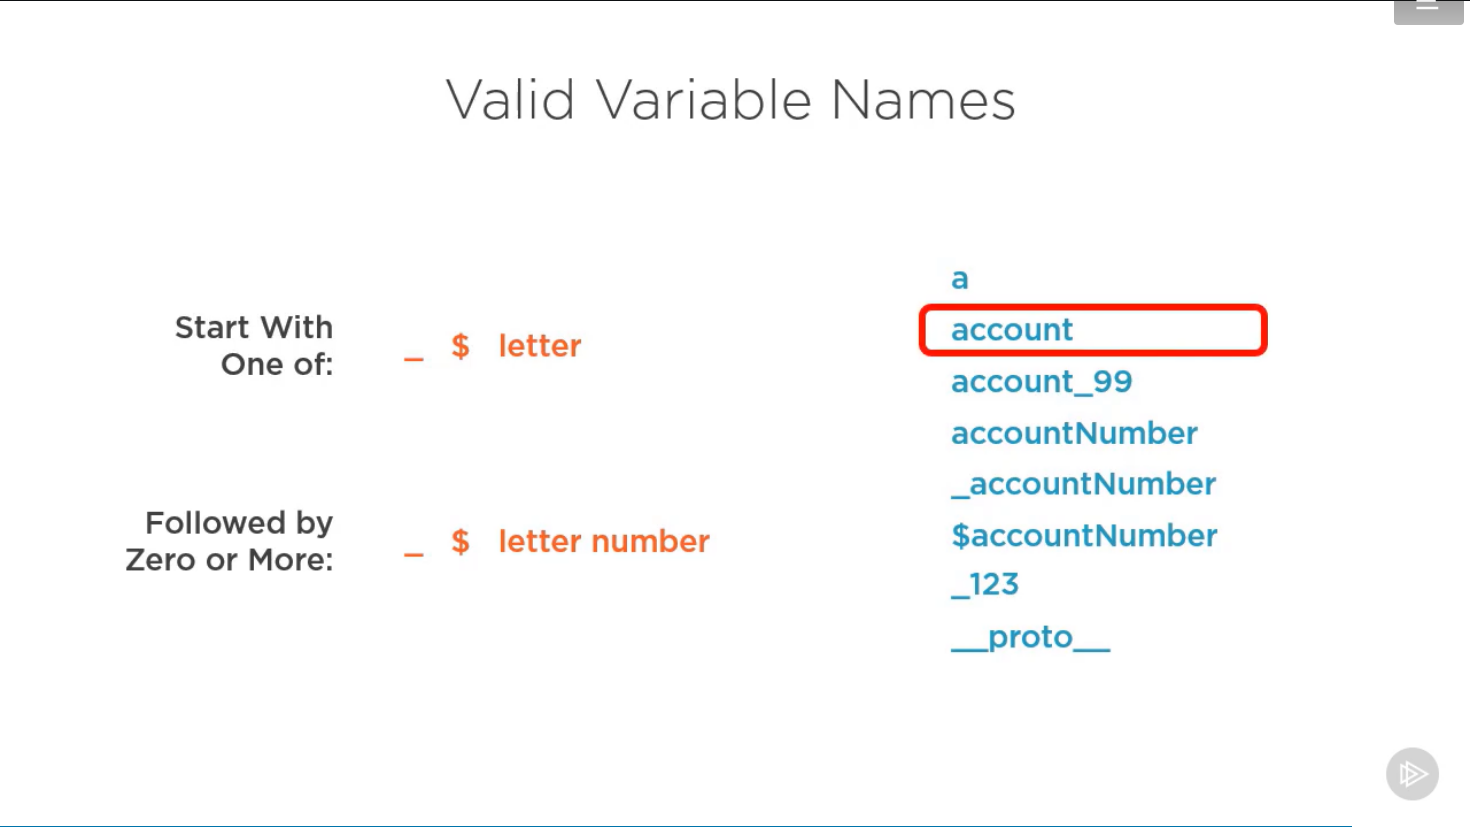 Valid Variable Names
Start With
One of:
_ $ letter
Followed by
Zero or More:
_ $ letter number
a
account
account_99
accountNumber
_accountNumber
$accountNumber
_123
__proto__